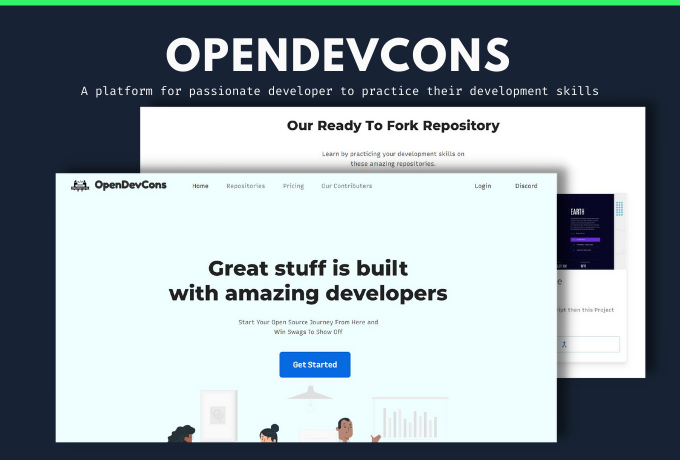 OPENDEVCONS
A platform for passionate developer to practice their development skills
Our Ready To Fork Repository
Learn by practicing your development skills on
these amazing repositories.
OpenDevCons Home Repositories Pricing Our Contributers Login Discord
Great stuff is built
with amazing developers
Start Your Open Source Journey From Here and
Win Swags To Show Off
Get Started
EARTH
then this Project